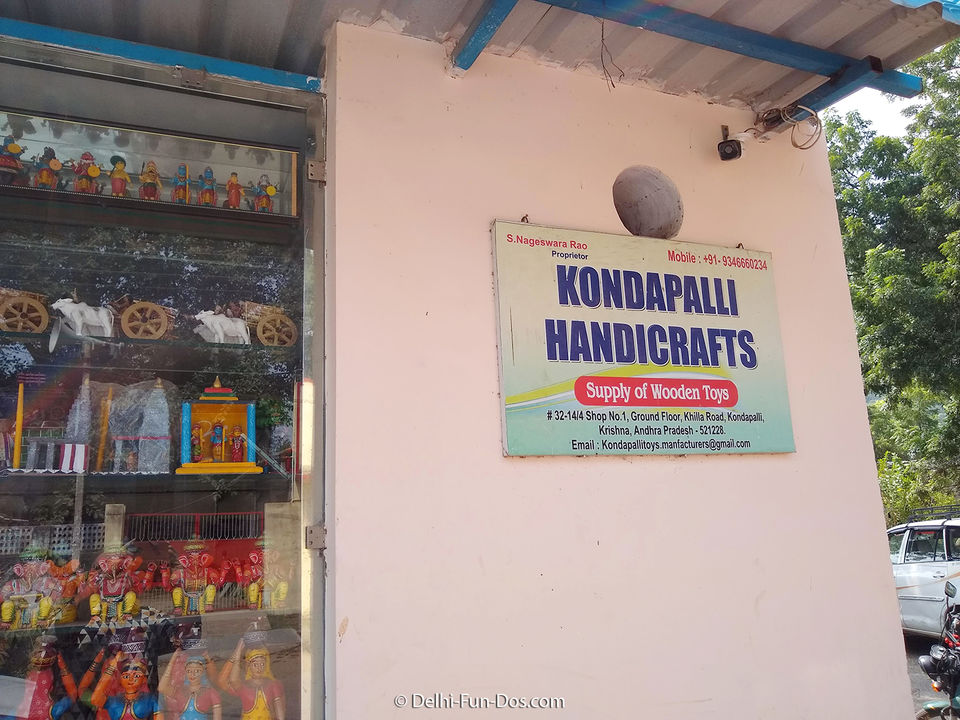 S.Nageswara Rao
Proprietor
Mobile : +91- 9346660234
KONDAPALLI
HANDICRAFTS
Supply of Wooden Toys
# 32-14/4 Shop No.1, Ground Floor, Khilla Road, Kondapalli,
Krishna, Andhra Pradesh - 521228.
Email : Kondapallitoys.manfacturers@gmail.com
© Delhi-Fun-Dos.com